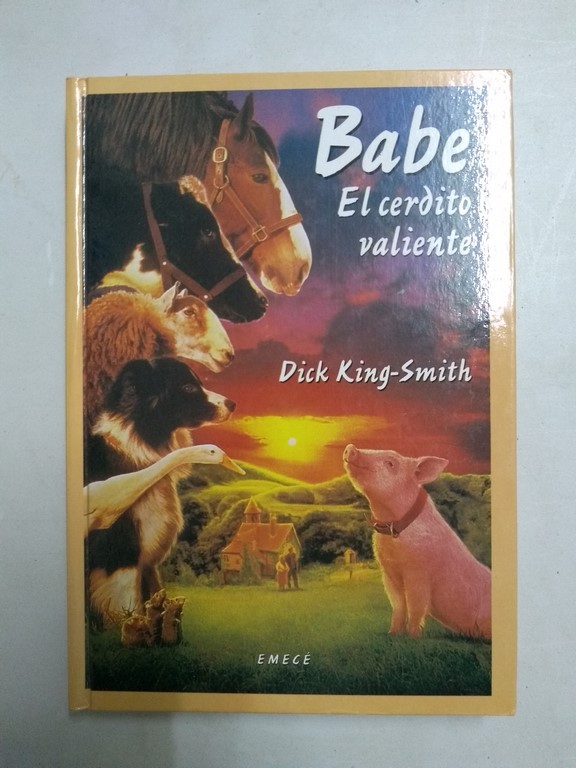 Babe
El cerdito
valiente
Dick King-Smith
EMECÉ